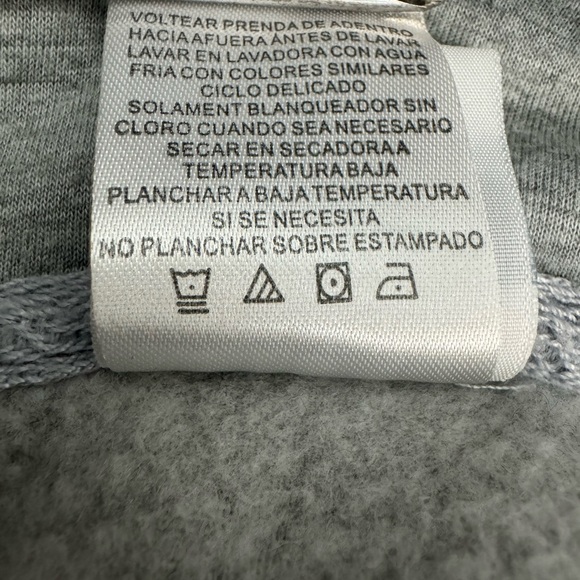 VOLTEAR PRENDA DE ADENTRO
HACIA AFUERA ÁNTES DE LAVAR
LAVAR EN LAVADORA CON AGUA
FRIA CON COLORES SIMILARES
CICLO DELICADO
SOLAMENT BLANQUEADOR SIN
CLORO CUANDO SEA NECESARIO
SECAR EN SECADORA A
TEMPERATURA BAJA
PLANCHAR A BAJA TEMPERATURA
SI SE NECESITA
NO PLANCHAR SOBRE ESTAMPADO